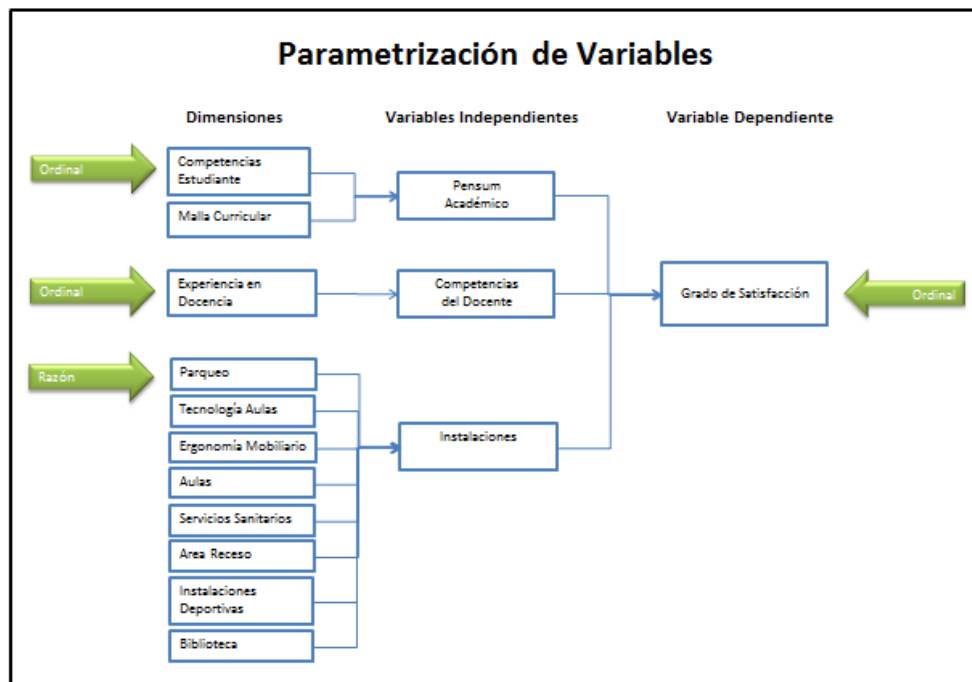 Parametrización de Variables
Dimensiones
Variables Independientes
Variable Dependiente
Ordinal
Competencias
Estudiante
Malla Curricular
Pensum
Académico
Ordinal
Experiencia en
Docencia
Competencias
del Docente
Grado de Satisfacción
Ordinal
Razón
Parqueo
Tecnología Aulas
Ergonomía Mobiliario
Aulas
Servicios Sanitarios
Area Receso
Instalaciones
Deportivas
Biblioteca
Instalaciones